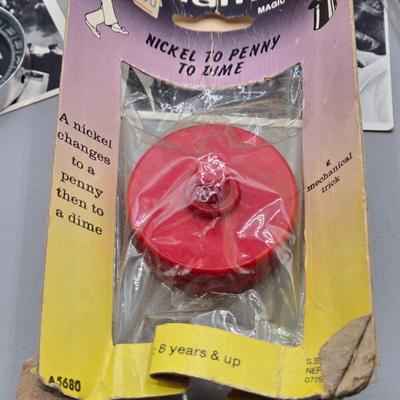 MAGIC
NICKEL TO PENNY
TO DIME
A nickel
changes
to a
penny
then to
a dime
a
mechanical
trick
8 years & up
A5680